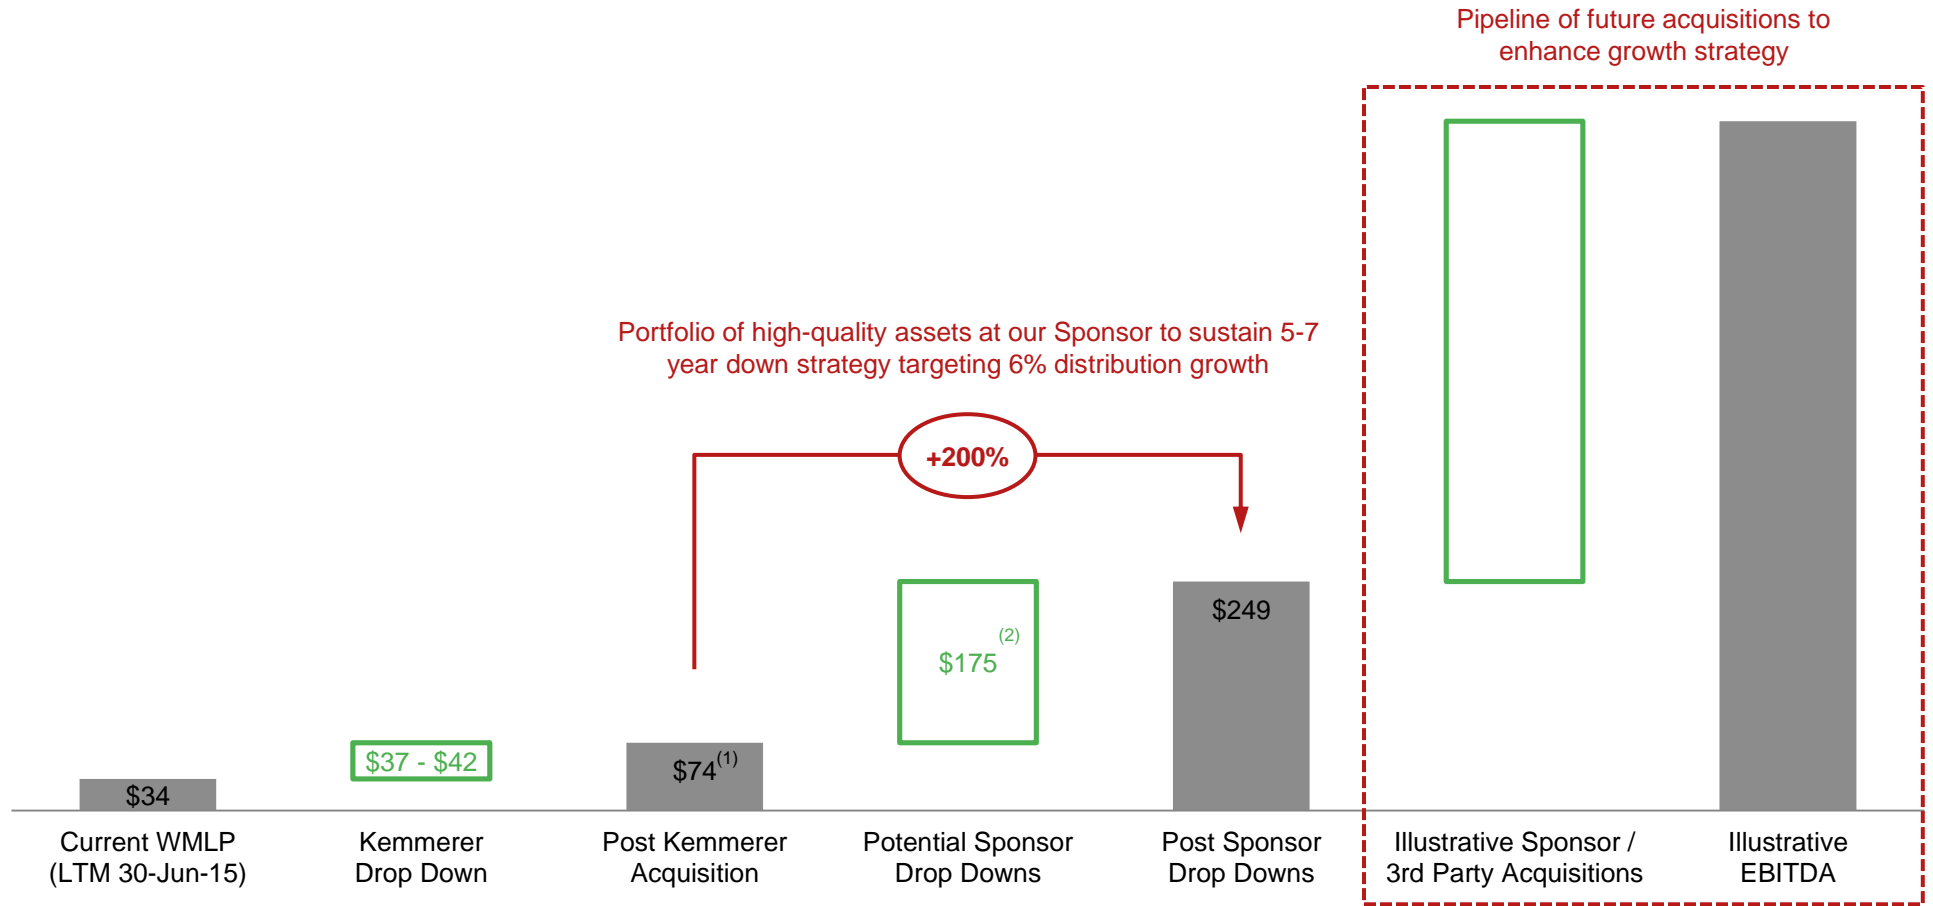 Pipeline of future acquisitions to
enhance growth strategy
Portfolio of high-quality assets at our Sponsor to sustain 5-7
year down strategy targeting 6% distribution growth
+200%
$34
$37 - $42
$74(1)
$175(2)
$249
Current WMLP
(LTM 30-Jun-15)
Kemmerer
Drop Down
Post Kemmerer
Acquisition
Potential Sponsor
Drop Downs
Post Sponsor
Drop Downs
Illustrative Sponsor /
3rd Party Acquisitions
Illustrative
EBITDA